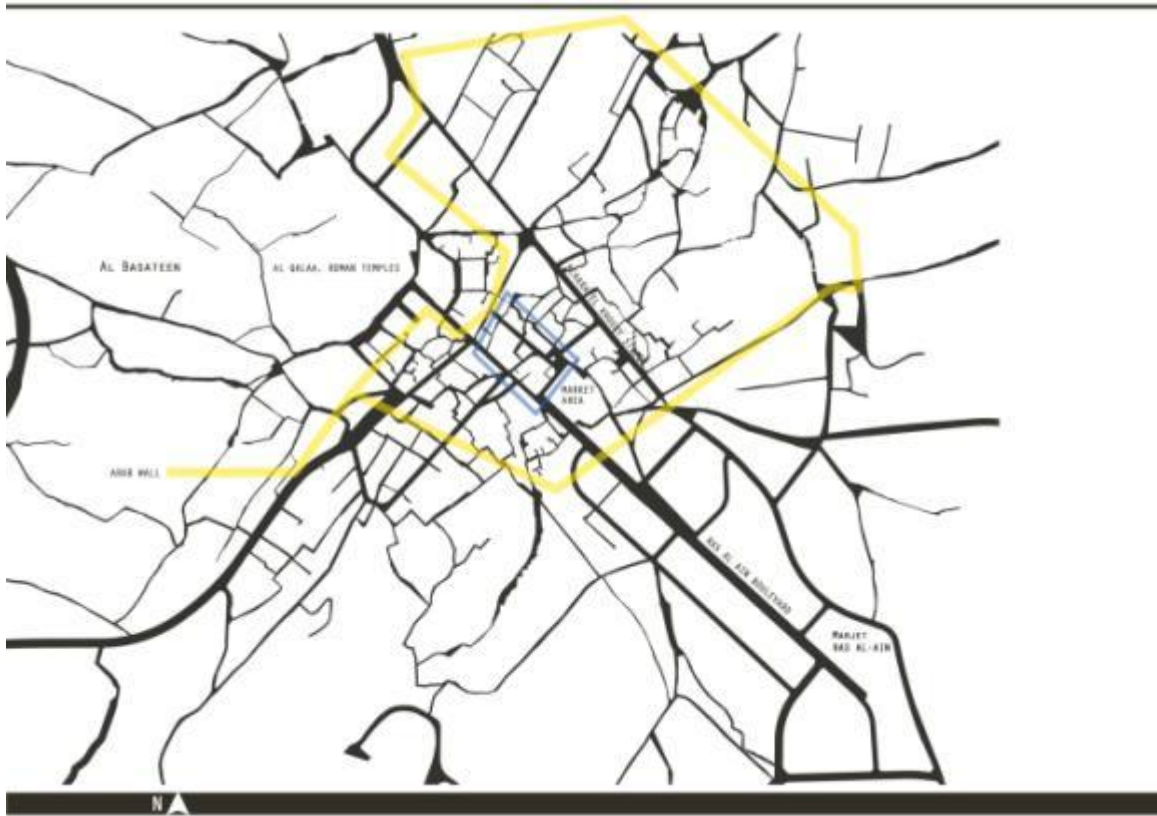 AL BASATEEN
AL QALAA, ROMAN TEMPLES
MARKET
AREA
ARAB WALL
RAS AL AIN BOULEVARD
MARJET
RAS AL-AIN
N